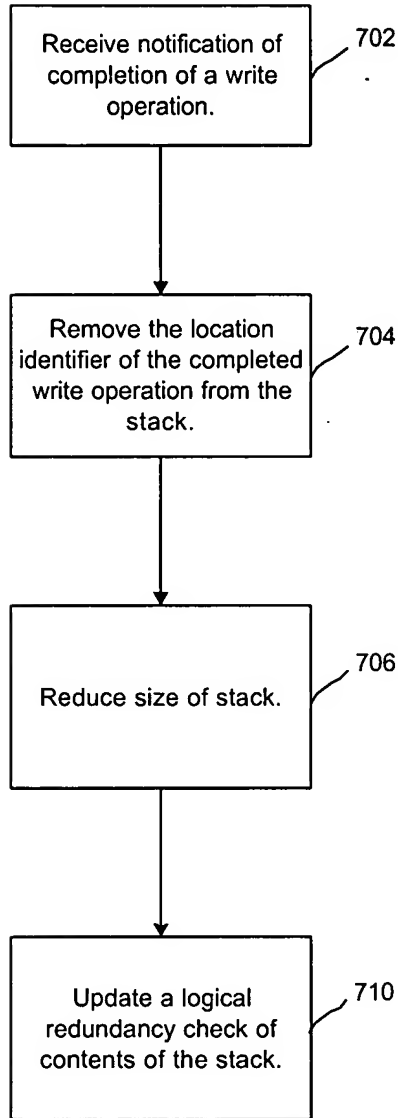 Receive notification of
completion of a write
operation.
702
Remove the location
identifier of the completed
write operation from the
stack.
704
Reduce size of stack.
706
Update a logical
redundancy check of
contents of the stack.
710